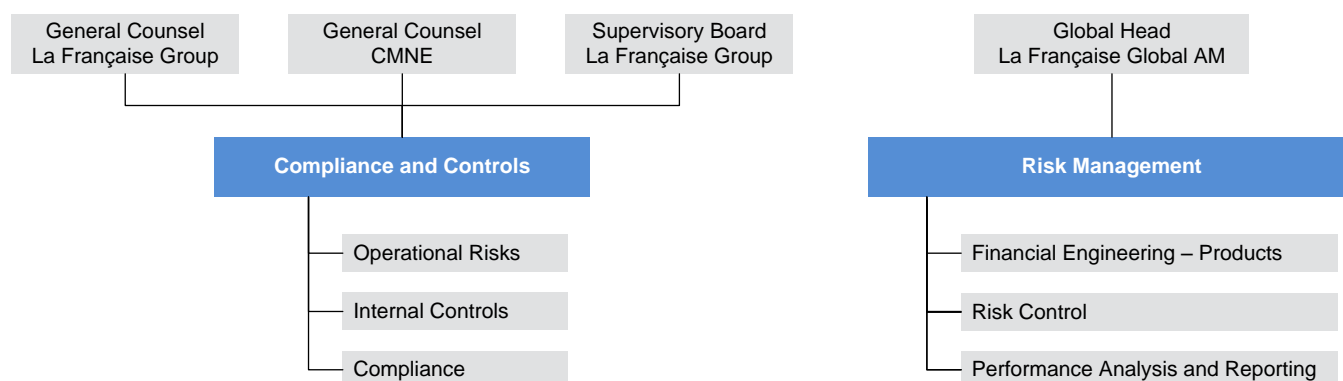 General Counsel
La Française Group
General Counsel
CMNE
Supervisory Board
La Française Group
Global Head
La Française Global AM
Compliance and Controls
Risk Management
Operational Risks
Internal Controls
Compliance
Financial Engineering – Products
Risk Control
Performance Analysis and Reporting